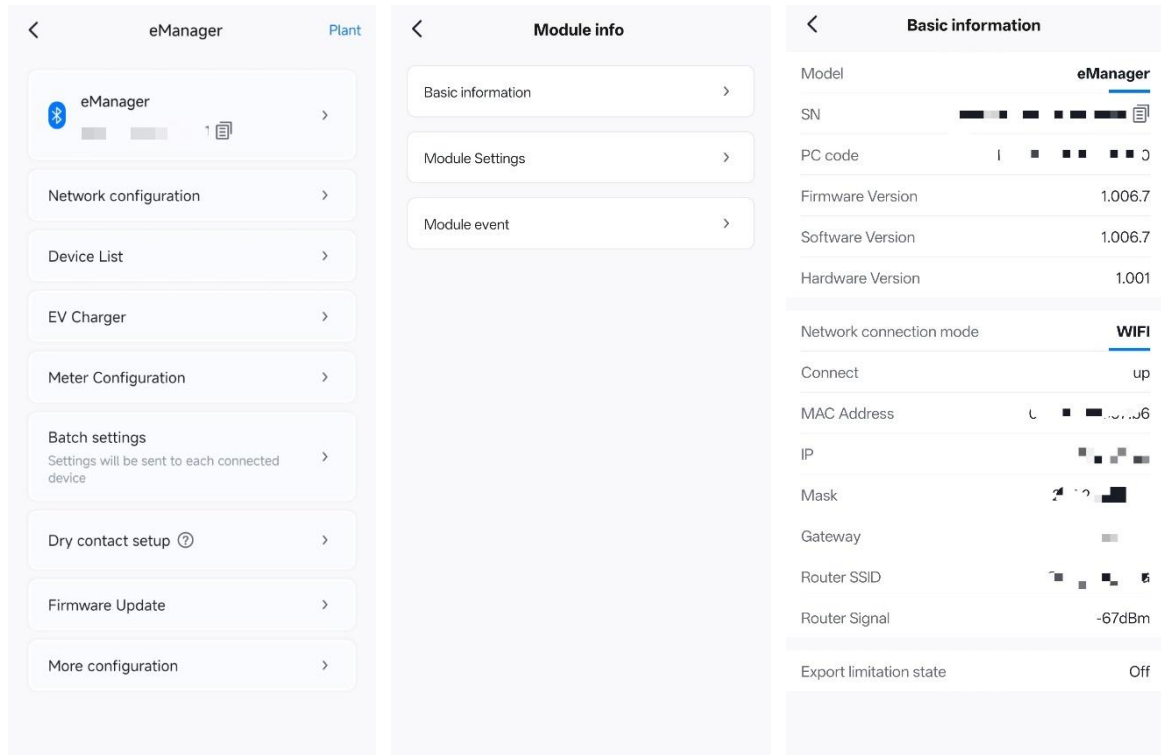 eManager
Plant
eManager
Network configuration
Device List
EV Charger
Meter Configuration
Batch settings
Settings will be sent to each connected
device
Dry contact setup ?
Firmware Update
More configuration
Module info
Basic information
Module Settings
Module event
Basic information
Model eManager
SN
PC code
Firmware Version 1.006.7
Software Version 1.006.7
Hardware Version 1.001
Network connection mode WIFI
Connect up
MAC Address
IP
Mask
Gateway
Router SSID
Router Signal -67dBm
Export limitation state Off